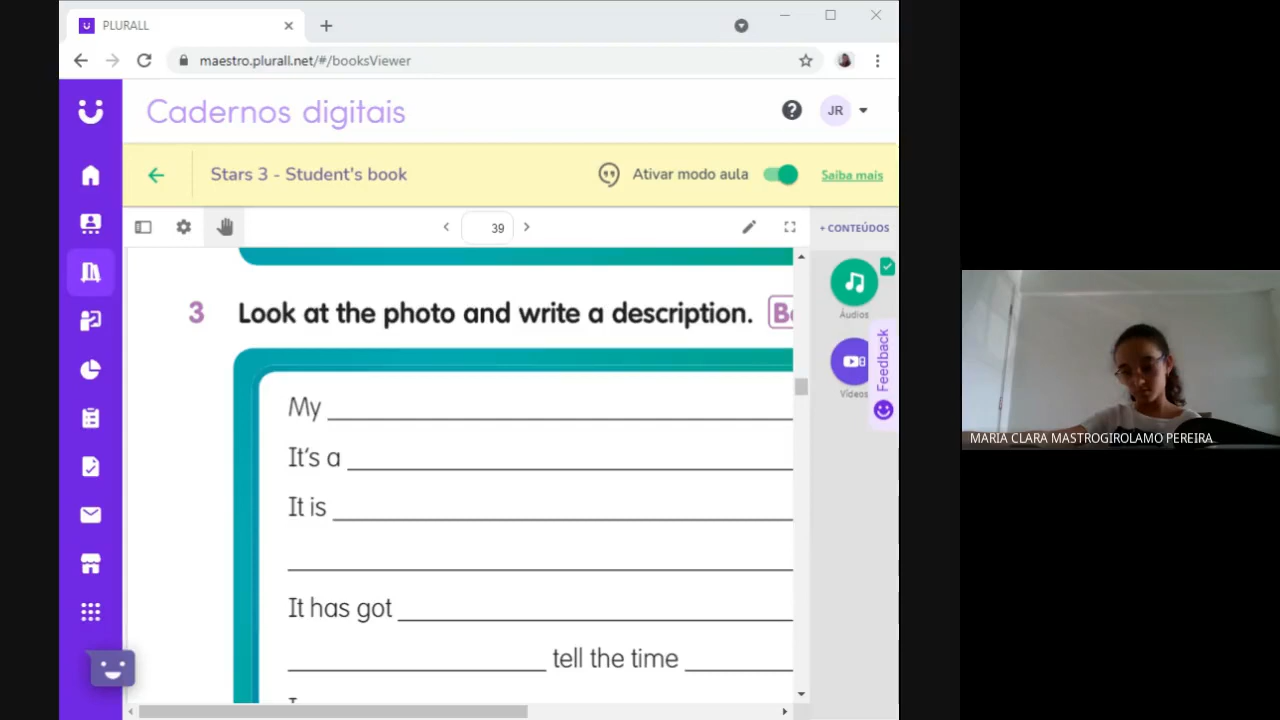 PLURALL
maestro.plurall.net/#/booksViewer
Cadernos digitais
JR
Stars 3 - Student's book
Ativar modo aula
Saiba mais
39
+ CONTEÚDOS
Áudios
Vídeos
Feedback
3 Look at the photo and write a description.
My
It's a
It is
It has got
tell the time
MARIA CLARA MASTROGIROLAMO PEREIRA